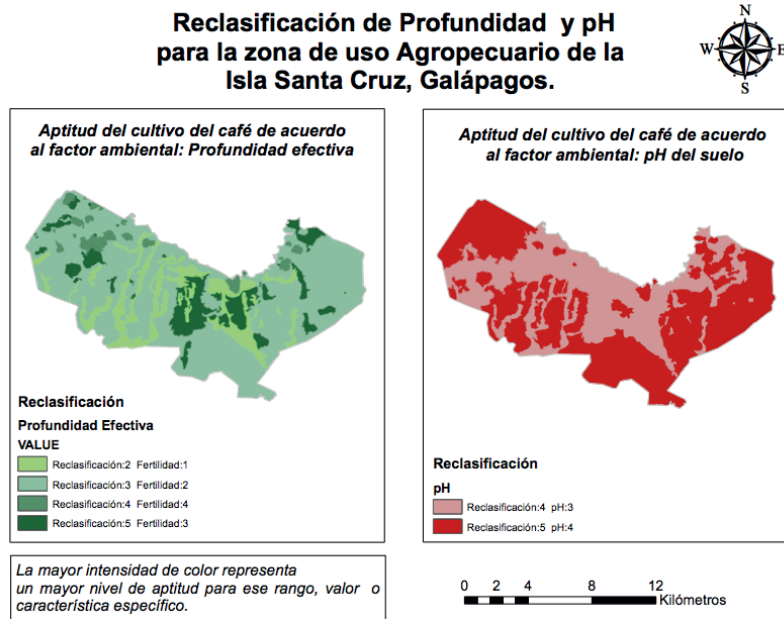 Reclasificación de Profundidad y pH
para la zona de uso Agropecuario de la
Isla Santa Cruz, Galápagos.
N
W
E
S
Aptitud del cultivo del café de acuerdo
al factor ambiental: Profundidad efectiva
Reclasificación
Profundidad Efectiva
VALUE
Reclasificación:2 Fertilidad:1
Reclasificación:3 Fertilidad:2
Reclasificación:4 Fertilidad:4
Reclasificación:5 Fertilidad:3
Aptitud del cultivo del café de acuerdo
al factor ambiental: pH del suelo
Reclasificación
pH
Reclasificación:4 pH:3
Reclasificación:5 pH:4
La mayor intensidad de color representa
un mayor nivel de aptitud para ese rango, valor o
característica específico.
0 2 4 8 12
Kilómetros